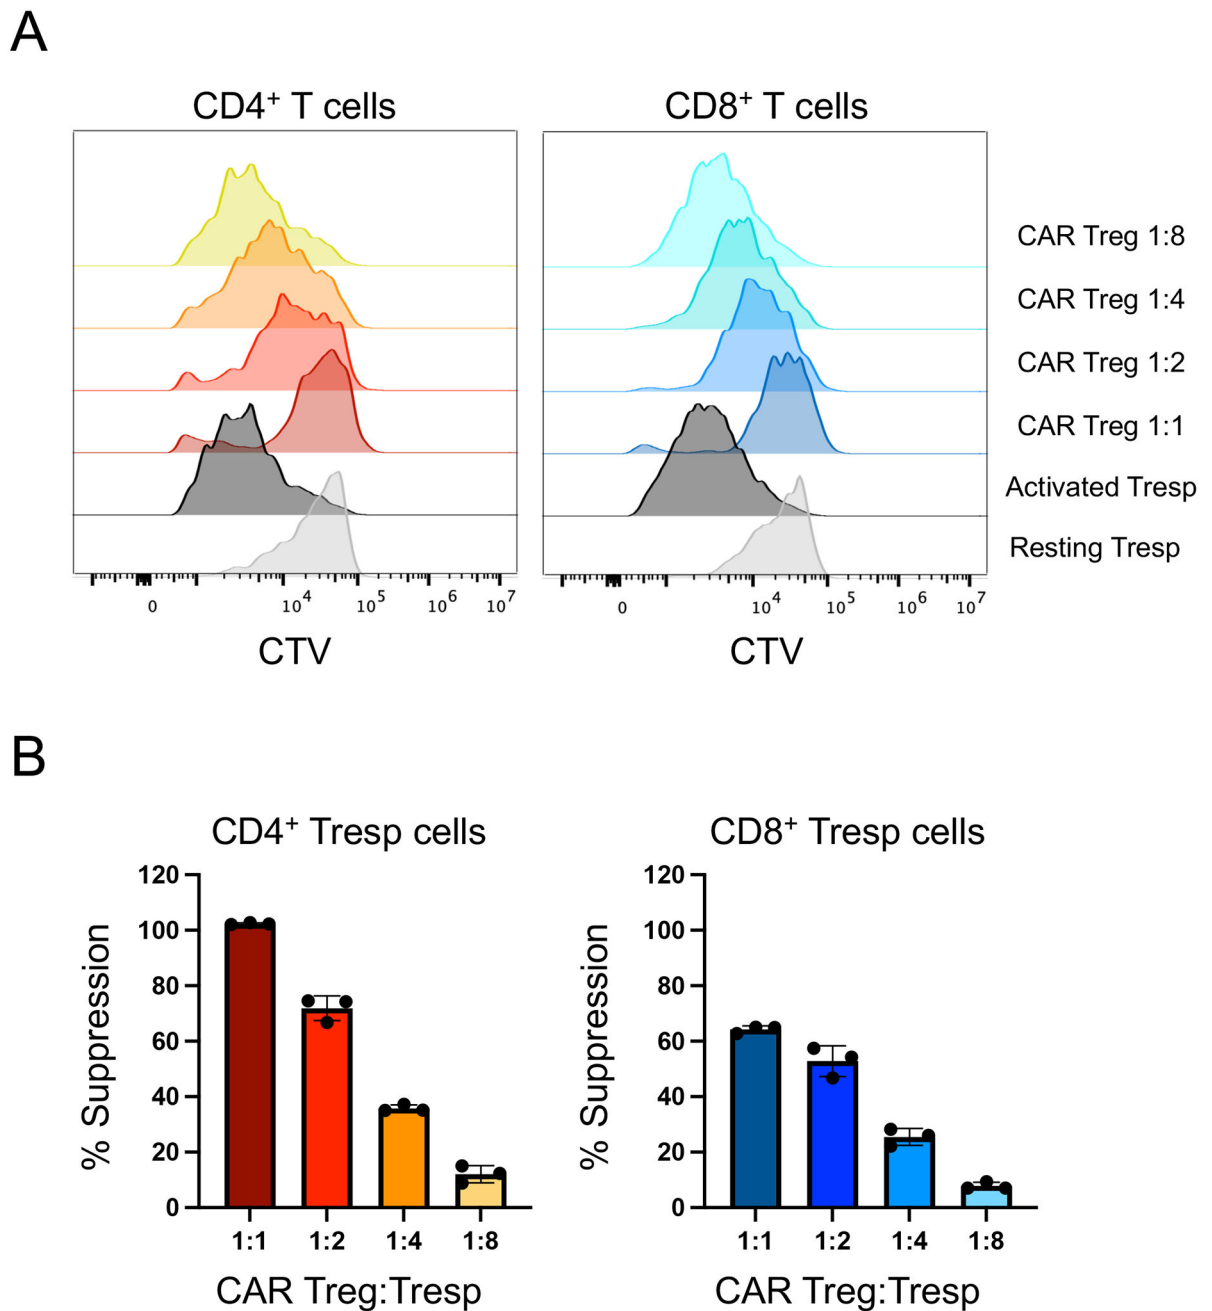 A
CD4⁺ T cells
CD8⁺ T cells
CAR Treg 1:8
CAR Treg 1:4
CAR Treg 1:2
CAR Treg 1:1
Activated Tresp
Resting Tresp
0 10⁴ 10⁵ 10⁶ 10⁷
0 10⁴ 10⁵ 10⁶ 10⁷
CTV
CTV
B
CD4⁺ Tresp cells
% Suppression
120
100
80
60
40
20
0
1:1 1:2 1:4 1:8
CAR Treg:Tresp
CD8⁺ Tresp cells
% Suppression
120
100
80
60
40
20
0
1:1 1:2 1:4 1:8
CAR Treg:Tresp